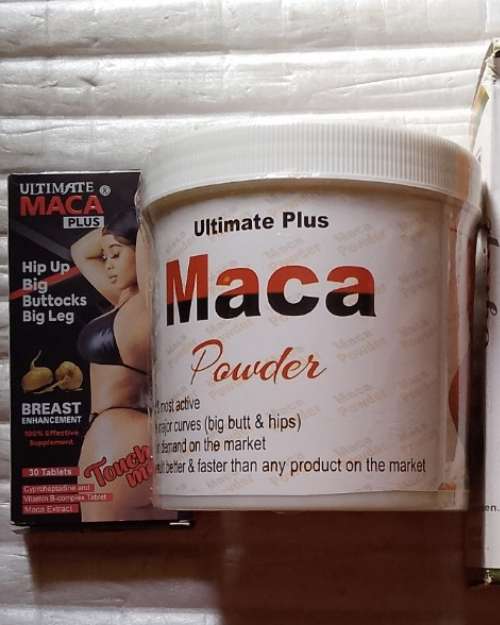 ULTIMATE ®
MACA
PLUS
Hip Up
Big
Buttocks
Big Leg
BREAST
ENHANCEMENT
100% Effective
Supplement
30 Tablets
Touch
me
Cyproheptadine and
Vitamin B-complex Tablet
Maca Extract
Ultimate Plus
Maca
Powder
most active
major curves (big butt & hips)
demand on the market
better & faster than any product on the market